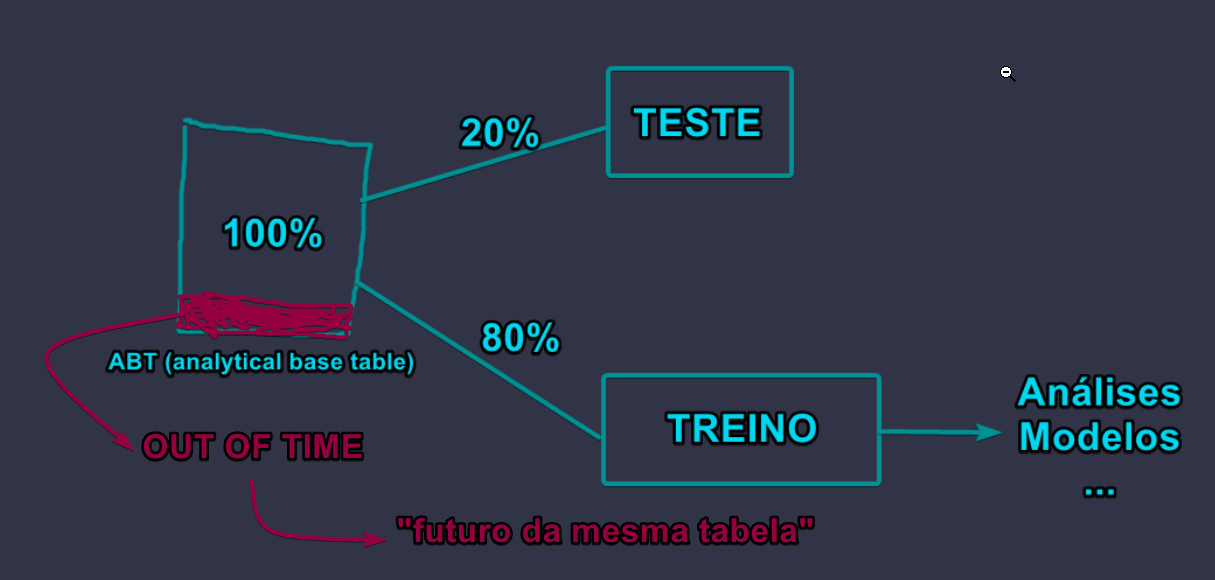 20%
TESTE
100%
80%
ABT (analytical base table)
TREINO
Análises
Modelos
...
OUT OF TIME
"futuro da mesma tabela"